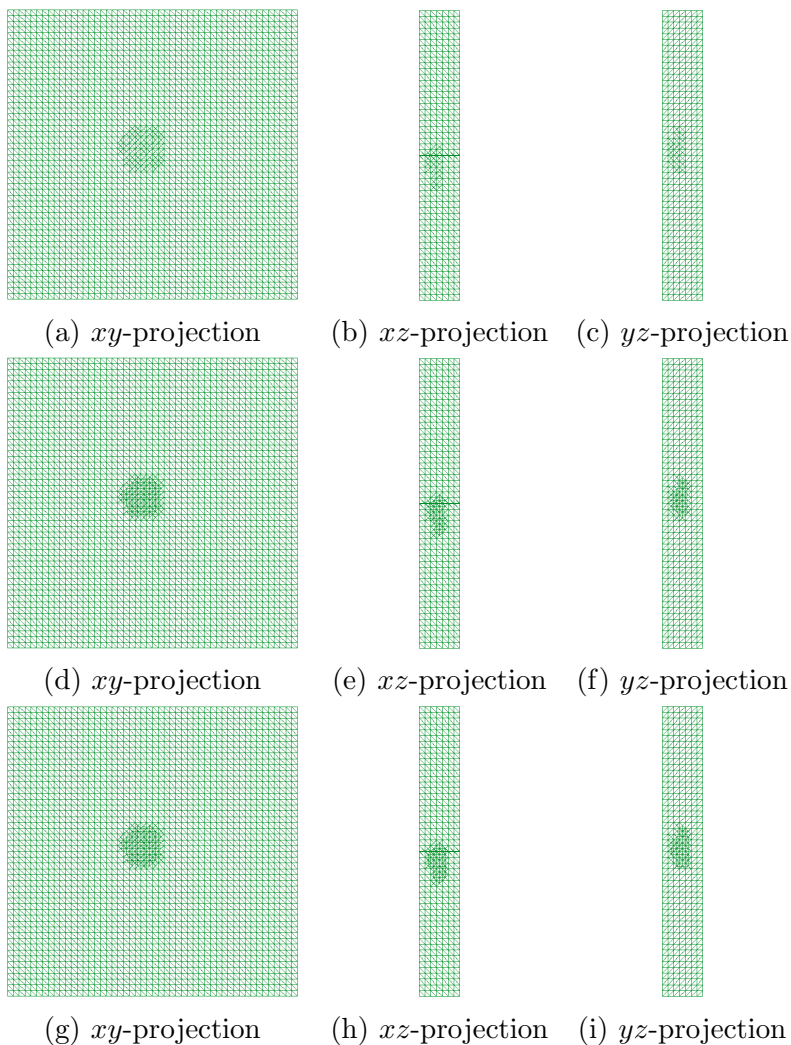 (a) xy-projection (b) xz-projection (c) yz-projection
(d) xy-projection (e) xz-projection (f) yz-projection
(g) xy-projection (h) xz-projection (i) yz-projection